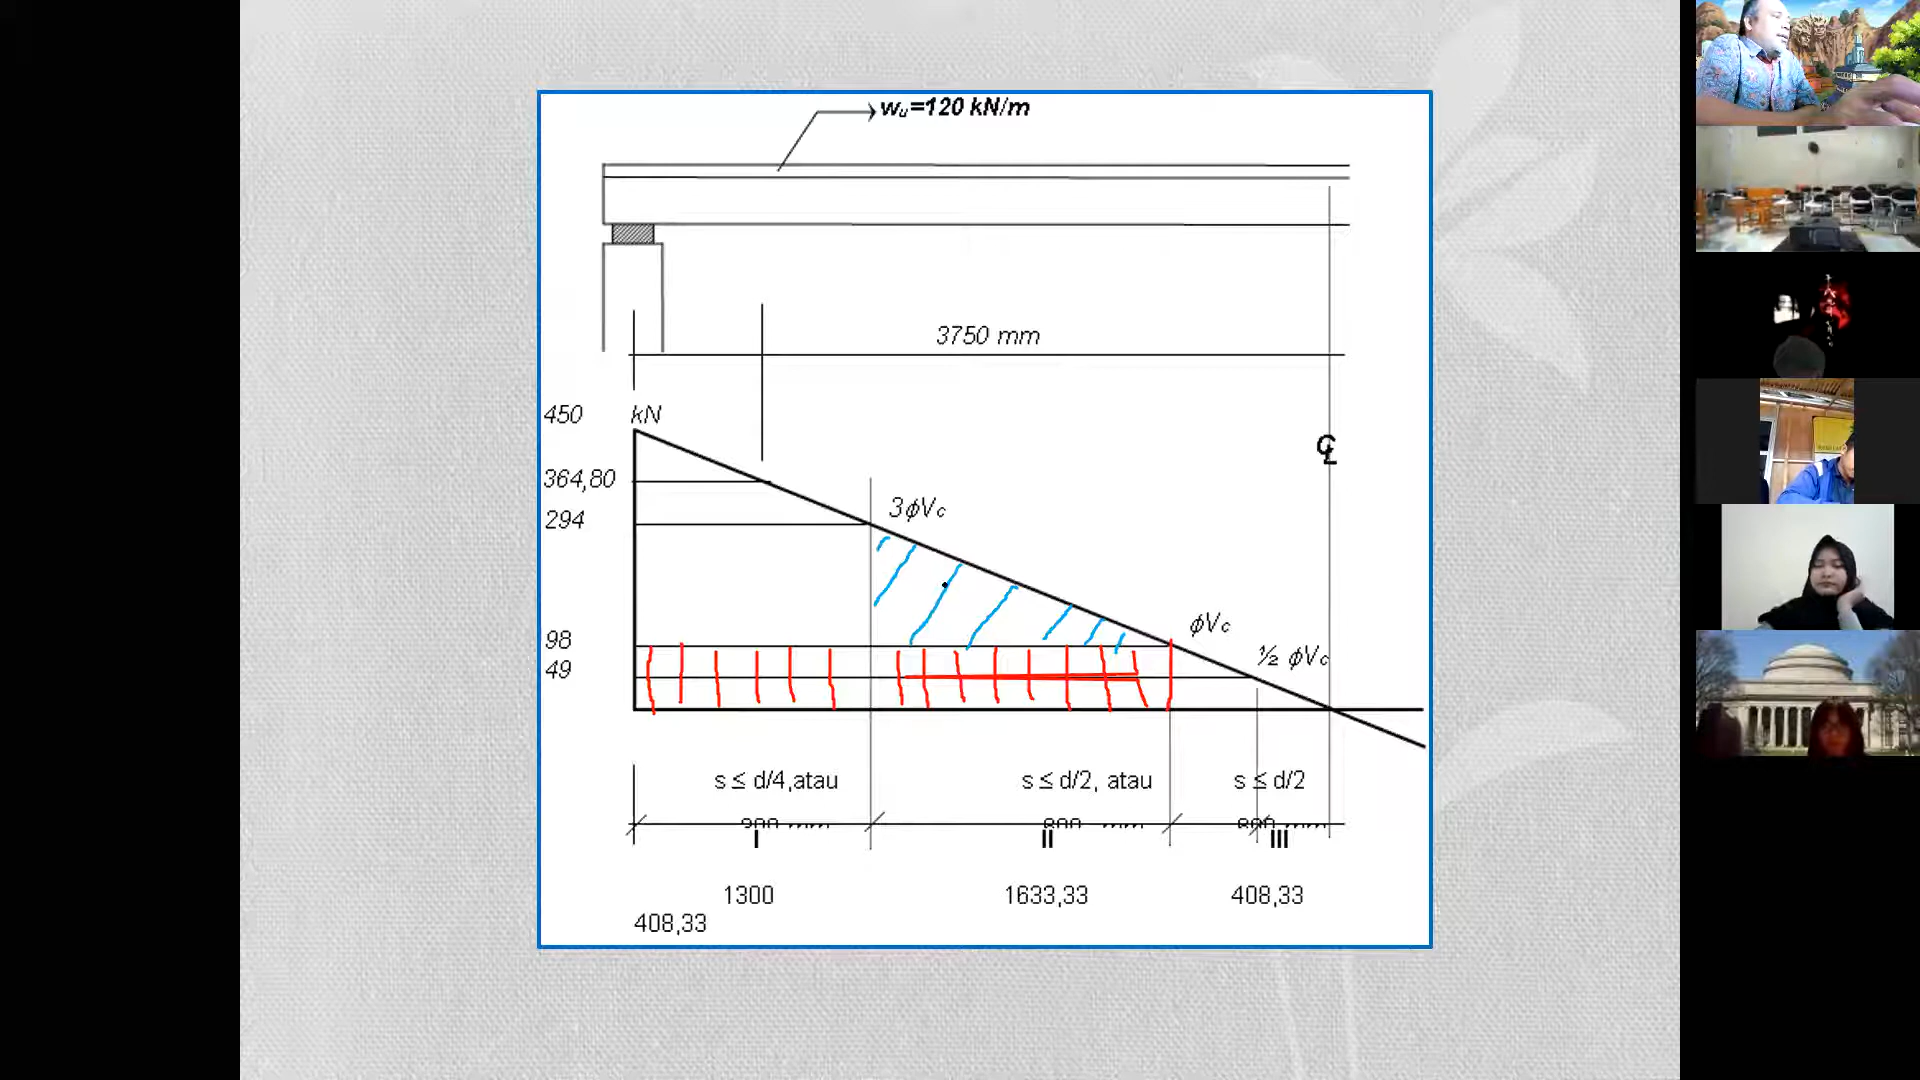 wᵤ=120 kN/m
3750 mm
450 kN
℄
364,80
3ϕVc
294
ϕVc
98
½ ϕVc
49
s ≤ d/4,atau s ≤ d/2, atau s ≤ d/2
I II III
1300 1633,33 408,33
408,33